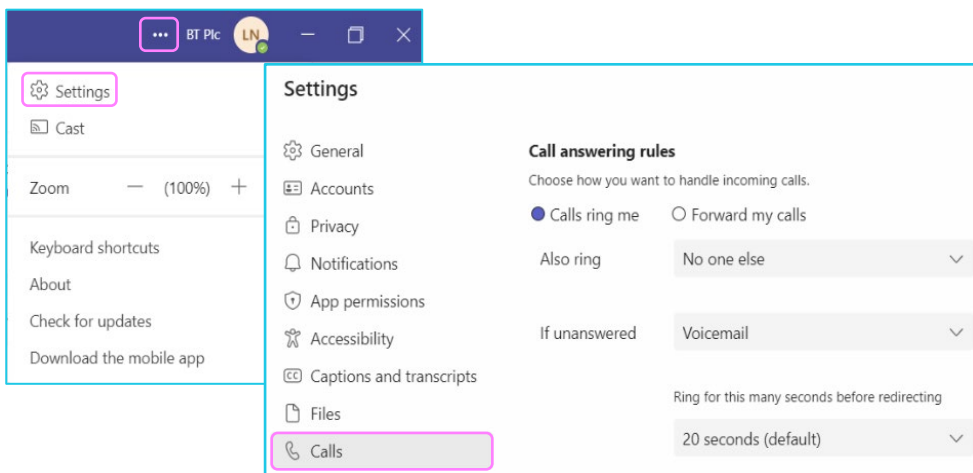 ... BT Plc LN
Settings
Cast
Zoom — (100%) +
Keyboard shortcuts
About
Check for updates
Download the mobile app
Settings
General
Accounts
Privacy
Notifications
App permissions
Accessibility
CC Captions and transcripts
Files
Calls
Call answering rules
Choose how you want to handle incoming calls.
Calls ring me Forward my calls
Also ring No one else
If unanswered Voicemail
Ring for this many seconds before redirecting
20 seconds (default)